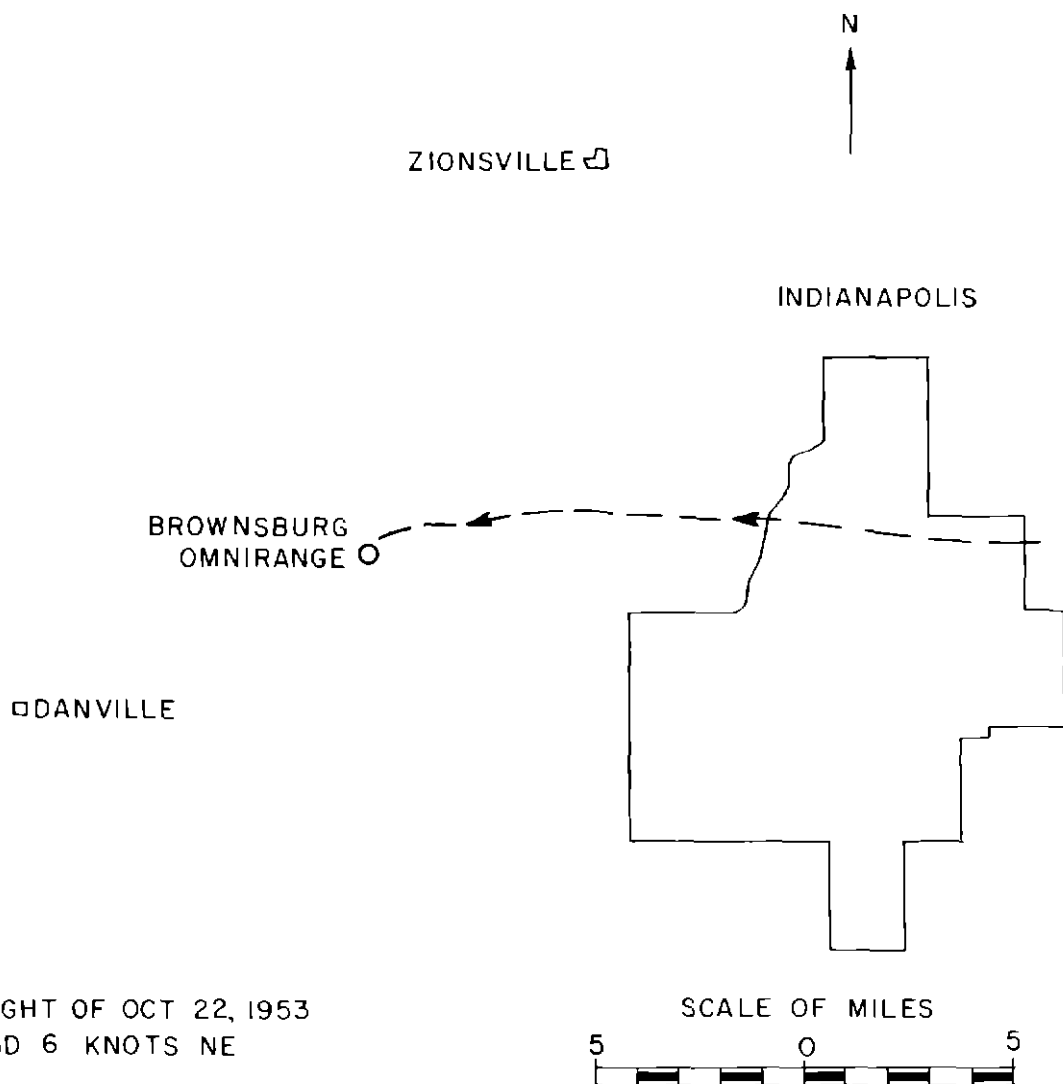 N
ZIONSVILLE
INDIANAPOLIS
BROWNSBURG
OMNIRANGE
DANVILLE
OF OCT 22, 1953
6 KNOTS NE
SCALE OF MILES
5 0 5